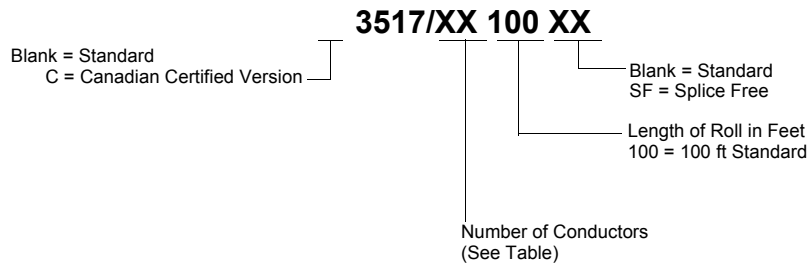 3517/XX 100 XX
Blank = Standard
C = Canadian Certified Version
Blank = Standard
SF = Splice Free
Length of Roll in Feet
100 = 100 ft Standard
Number of Conductors
(See Table)